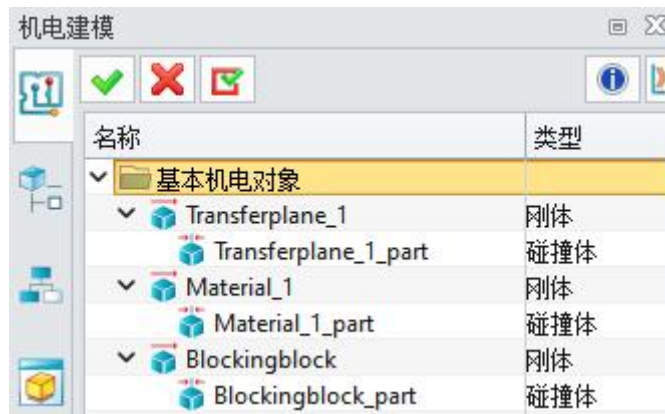 机电建模
名称 类型
基本机电对象
Transferplane_1 刚体
Transferplane_1_part 碰撞体
Material_1 刚体
Material_1_part 碰撞体
Blockingblock 刚体
Blockingblock_part 碰撞体